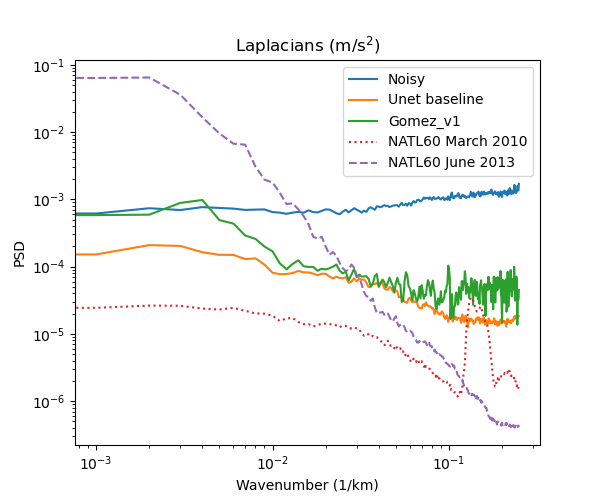 Laplacians (m/s²)
Noisy
Unet baseline
Gomez_v1
NATL60 March 2010
NATL60 June 2013
PSD
10⁻¹
10⁻²
10⁻³
10⁻⁴
10⁻⁵
10⁻⁶
10⁻³ 10⁻² 10⁻¹
Wavenumber (1/km)